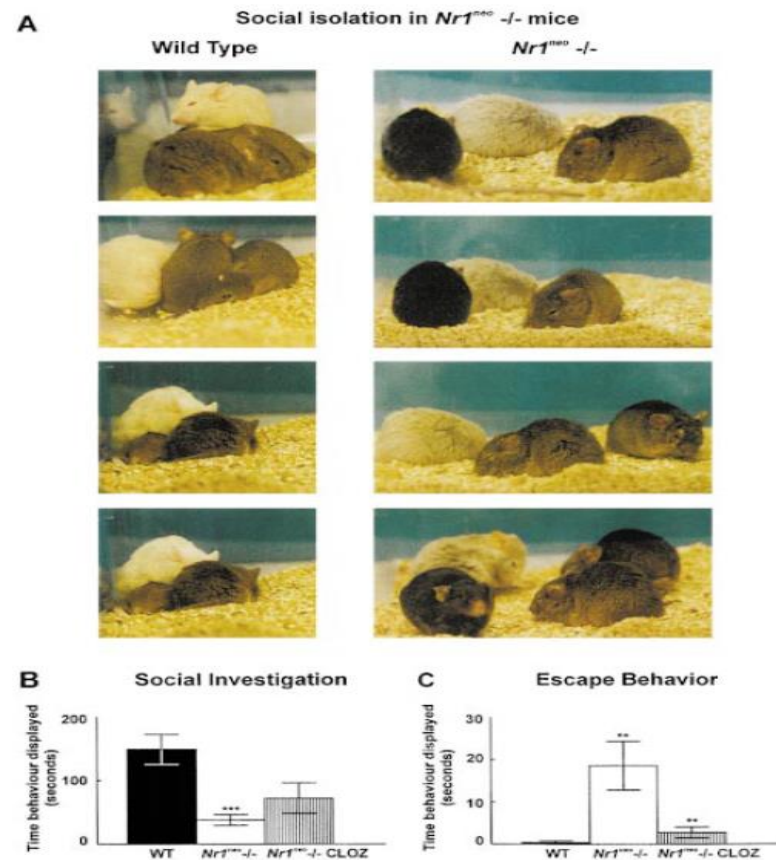 A
Social isolation in Nr1ⁿᵉᵒ -/- mice
Wild Type
Nr1ⁿᵉᵒ -/-
B Social Investigation
Time behaviour displayed
(seconds)
200
100
0
***
WT Nr1ⁿᵉᵒ-/- Nr1ⁿᵉᵒ-/- CLOZ
C Escape Behavior
Time behaviour displayed
(seconds)
30
20
10
0
**
**
WT Nr1ⁿᵉᵒ-/- Nr1ⁿᵉᵒ-/- CLOZ